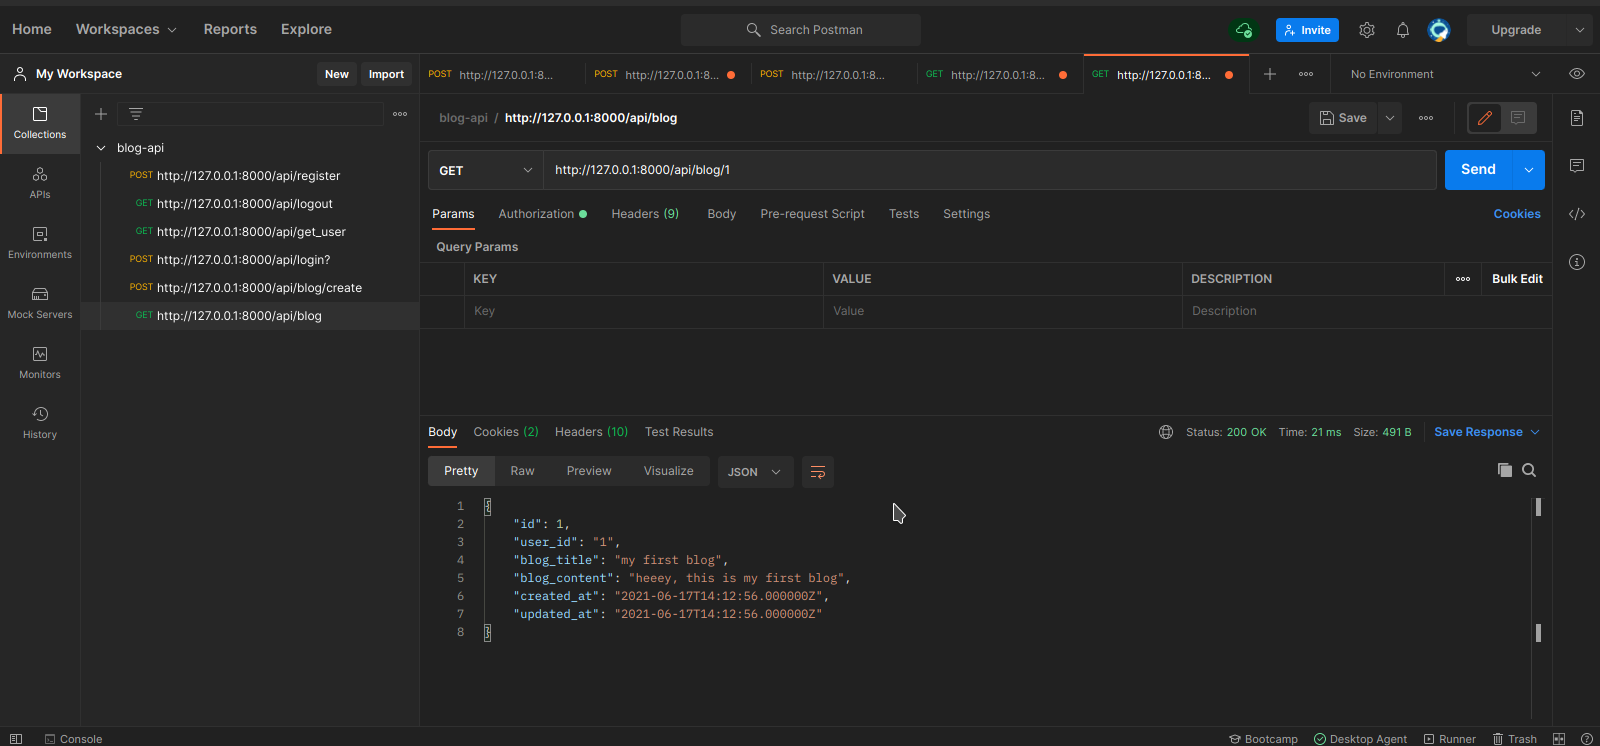 Home Workspaces Reports Explore Search Postman Invite Upgrade
My Workspace New Import
POST http://127.0.0.1:8... POST http://127.0.0.1:8... POST http://127.0.0.1:8... GET http://127.0.0.1:8... GET http://127.0.0.1:8... No Environment
Collections
APIs
Environments
Mock Servers
Monitors
History
blog-api
POST http://127.0.0.1:8000/api/register
GET http://127.0.0.1:8000/api/logout
GET http://127.0.0.1:8000/api/get_user
POST http://127.0.0.1:8000/api/login?
POST http://127.0.0.1:8000/api/blog/create
GET http://127.0.0.1:8000/api/blog
blog-api / http://127.0.0.1:8000/api/blog Save
GET http://127.0.0.1:8000/api/blog/1 Send
Params Authorization Headers (9) Body Pre-request Script Tests Settings Cookies
Query Params
KEY VALUE DESCRIPTION Bulk Edit
Key Value Description
Body Cookies (2) Headers (10) Test Results Status: 200 OK Time: 21 ms Size: 491 B Save Response
Pretty Raw Preview Visualize JSON
1 {
2 "id": 1,
3 "user_id": "1",
4 "blog_title": "my first blog",
5 "blog_content": "heeey, this is my first blog",
6 "created_at": "2021-06-17T14:12:56.000000Z",
7 "updated_at": "2021-06-17T14:12:56.000000Z"
8 }
Console Bootcamp Desktop Agent Runner Trash